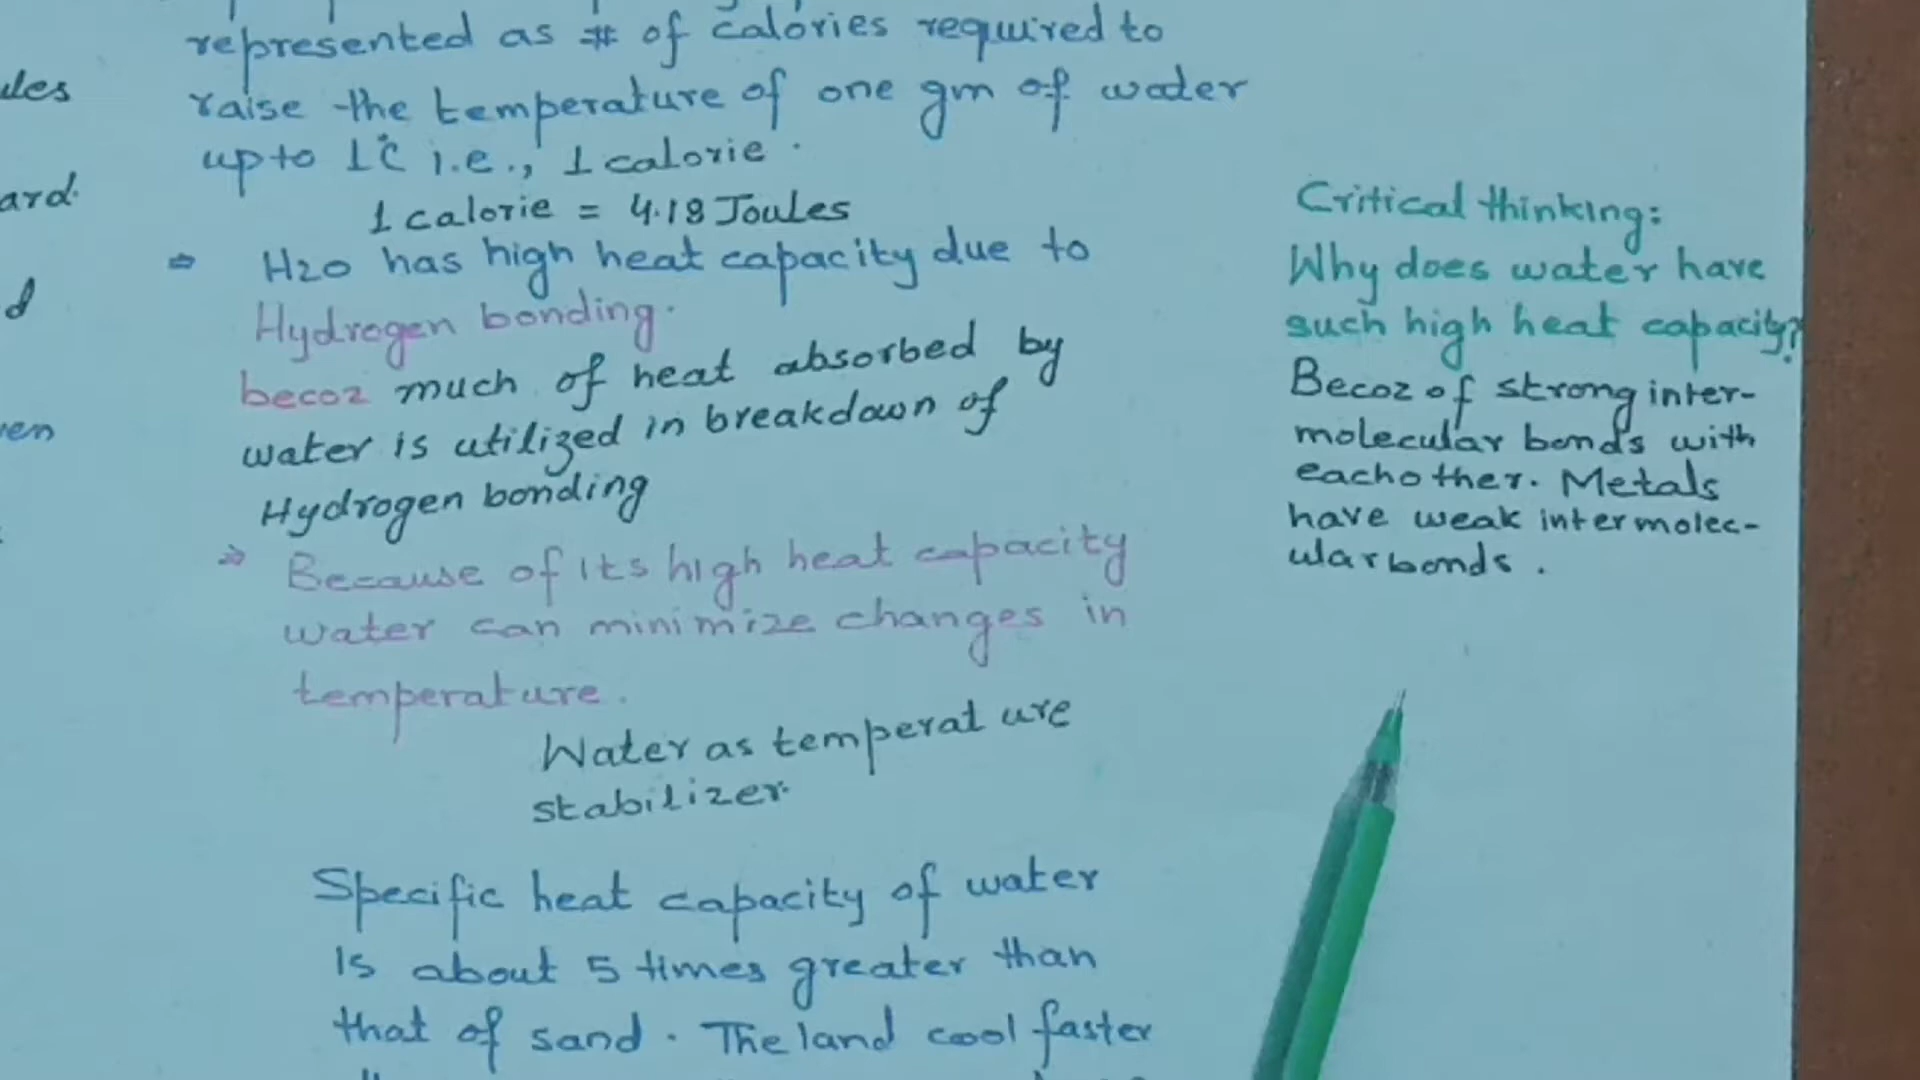 represented as # of calories required to
raise the temperature of one gm of water
upto 1°C i.e., 1 calorie.
1 calorie = 4.18 Joules
⇒ H2O has high heat capacity due to
Hydrogen bonding.
becoz much of heat absorbed by
water is utilized in breakdown of
Hydrogen bonding
⇒ Because of its high heat capacity
water can minimize changes in
temperature.
Water as temperature
stabilizer.
Specific heat capacity of water
Is about 5 times greater than
that of sand. The land cool faster
Critical thinking:
Why does water have
such high heat capacity?
Becoz of strong inter-
molecular bonds with
eachother. Metals
have weak intermolec-
ular bonds.